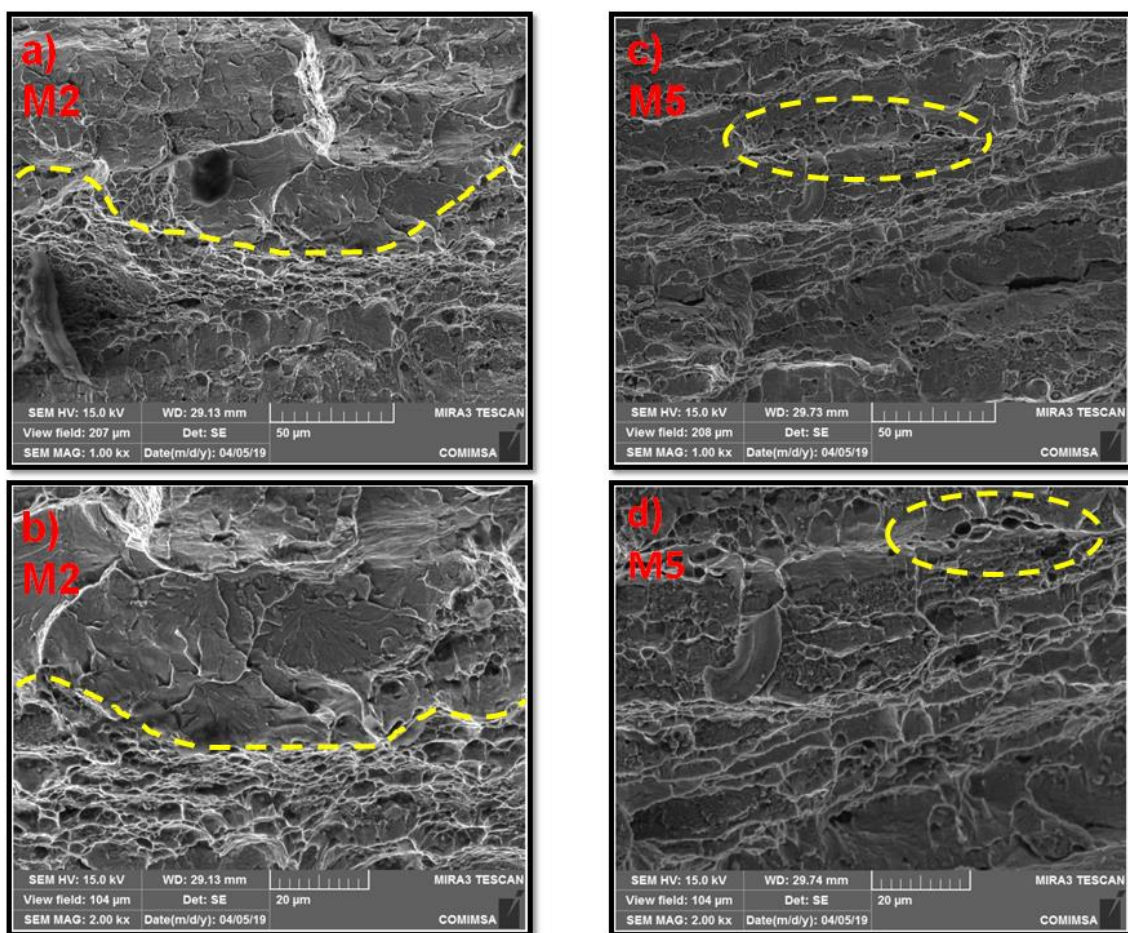 a)
M2
SEM HV: 15.0 kV WD: 29.13 mm MIRA3 TESCAN
View field: 207 µm Det: SE 50 µm
SEM MAG: 1.00 kx Date(m/d/y): 04/05/19 COMIMSA
c)
M5
SEM HV: 15.0 kV WD: 29.73 mm MIRA3 TESCAN
View field: 208 µm Det: SE 50 µm
SEM MAG: 1.00 kx Date(m/d/y): 04/05/19 COMIMSA
b)
M2
SEM HV: 15.0 kV WD: 29.13 mm MIRA3 TESCAN
View field: 104 µm Det: SE 20 µm
SEM MAG: 2.00 kx Date(m/d/y): 04/05/19 COMIMSA
d)
M5
SEM HV: 15.0 kV WD: 29.74 mm MIRA3 TESCAN
View field: 104 µm Det: SE 20 µm
SEM MAG: 2.00 kx Date(m/d/y): 04/05/19 COMIMSA